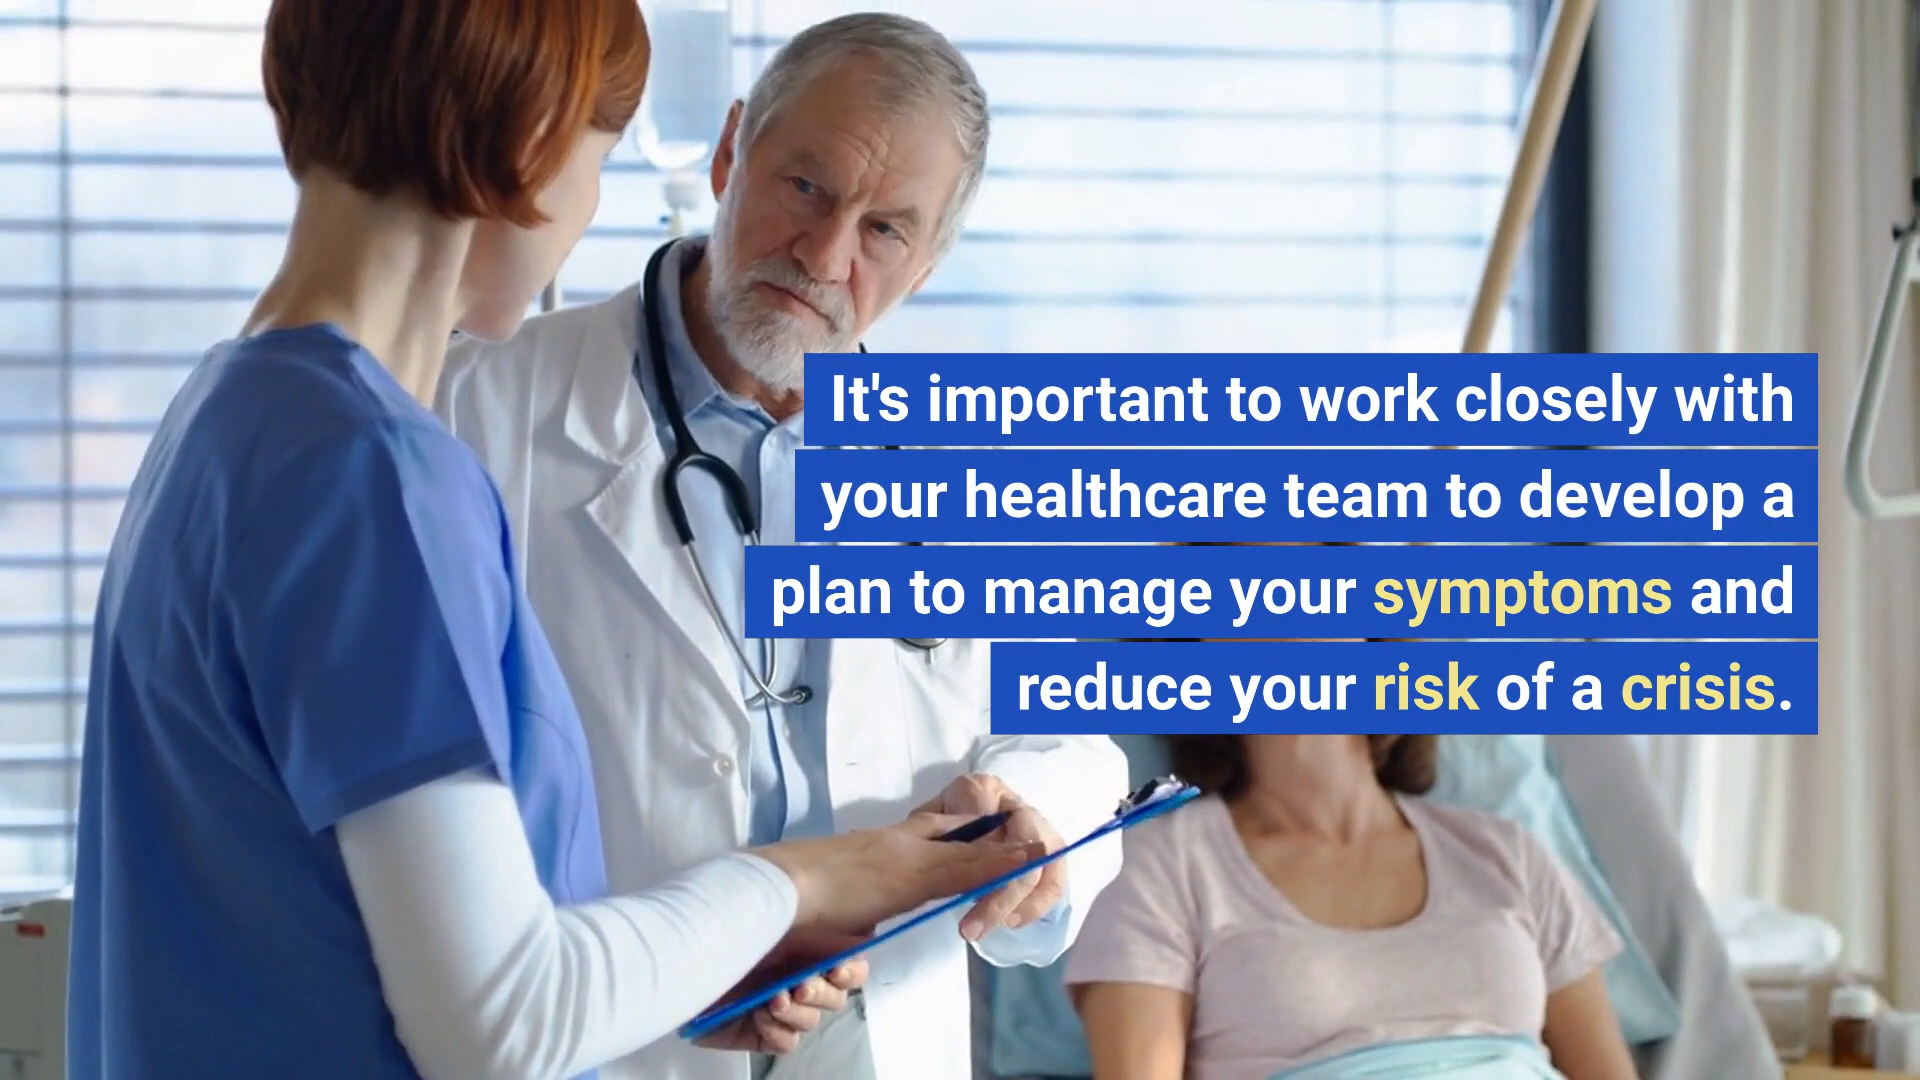 It's important to work closely with
your healthcare team to develop a
plan to manage your symptoms and
reduce your risk of a crisis.